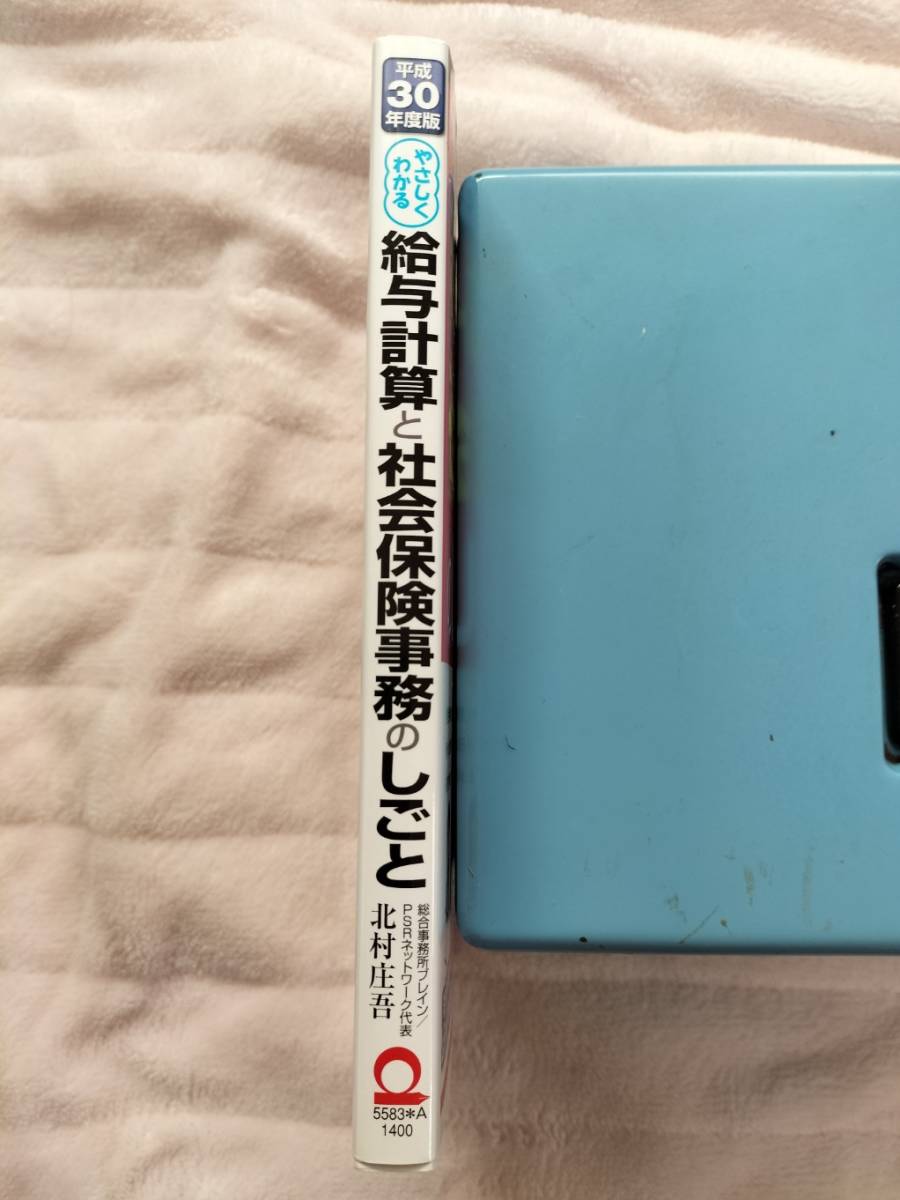 平成
30
年度版
やさしく
わかる
給与計算と社会保険事務のしごと
総合事務所ブレイン/
PSRネットワーク代表
北村庄吾
5583*A
1400